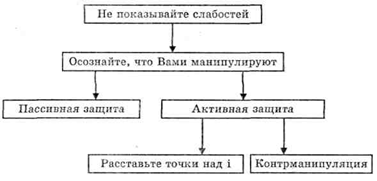 Не показывайте слабостей
Осознайте, что Вами манипулируют
Пассивная защита
Активная защита
Расставьте точки над i
Контрманипуляция